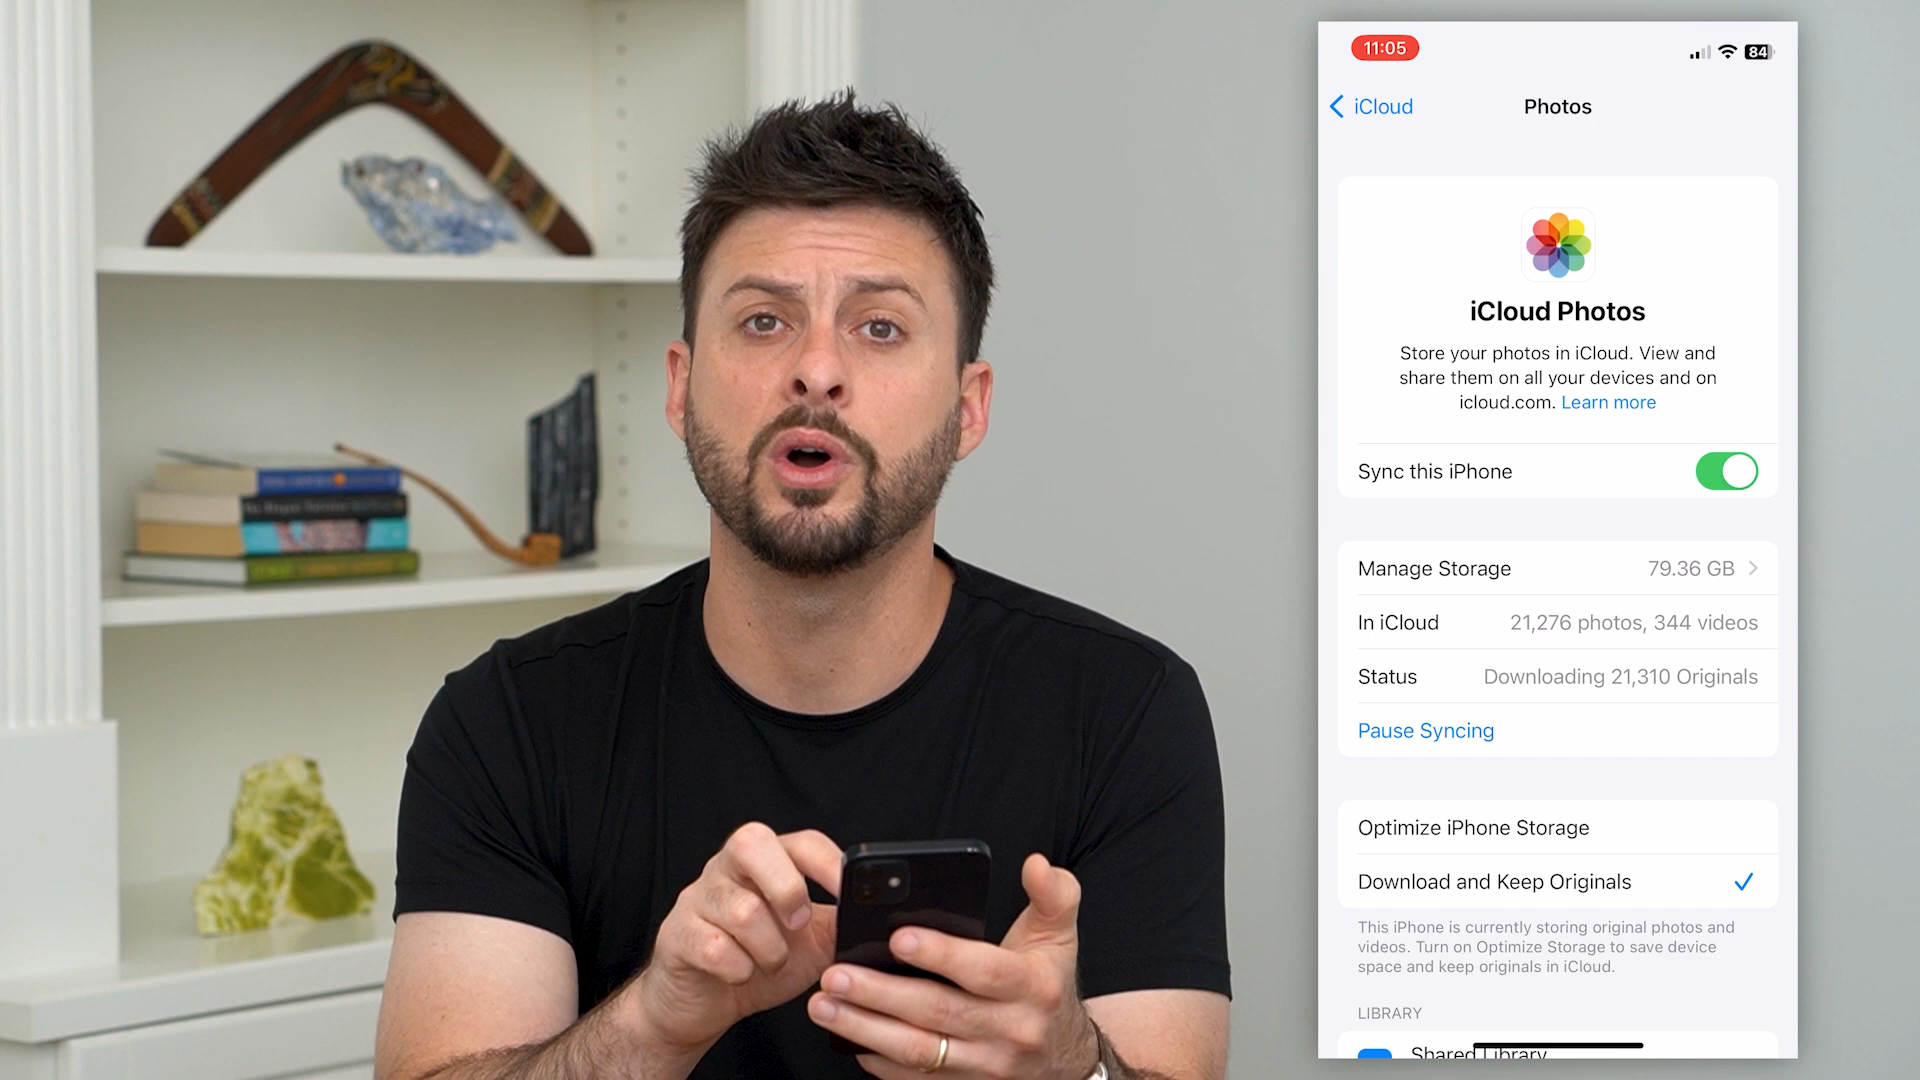 11:05
84
iCloud
Photos
iCloud Photos
Store your photos in iCloud. View and
share them on all your devices and on
icloud.com. Learn more
Sync this iPhone
Manage Storage 79.36 GB
In iCloud 21,276 photos, 344 videos
Status Downloading 21,310 Originals
Pause Syncing
Optimize iPhone Storage
Download and Keep Originals
This iPhone is currently storing original photos and
videos. Turn on Optimize Storage to save device
space and keep originals in iCloud.
LIBRARY
Shared Library